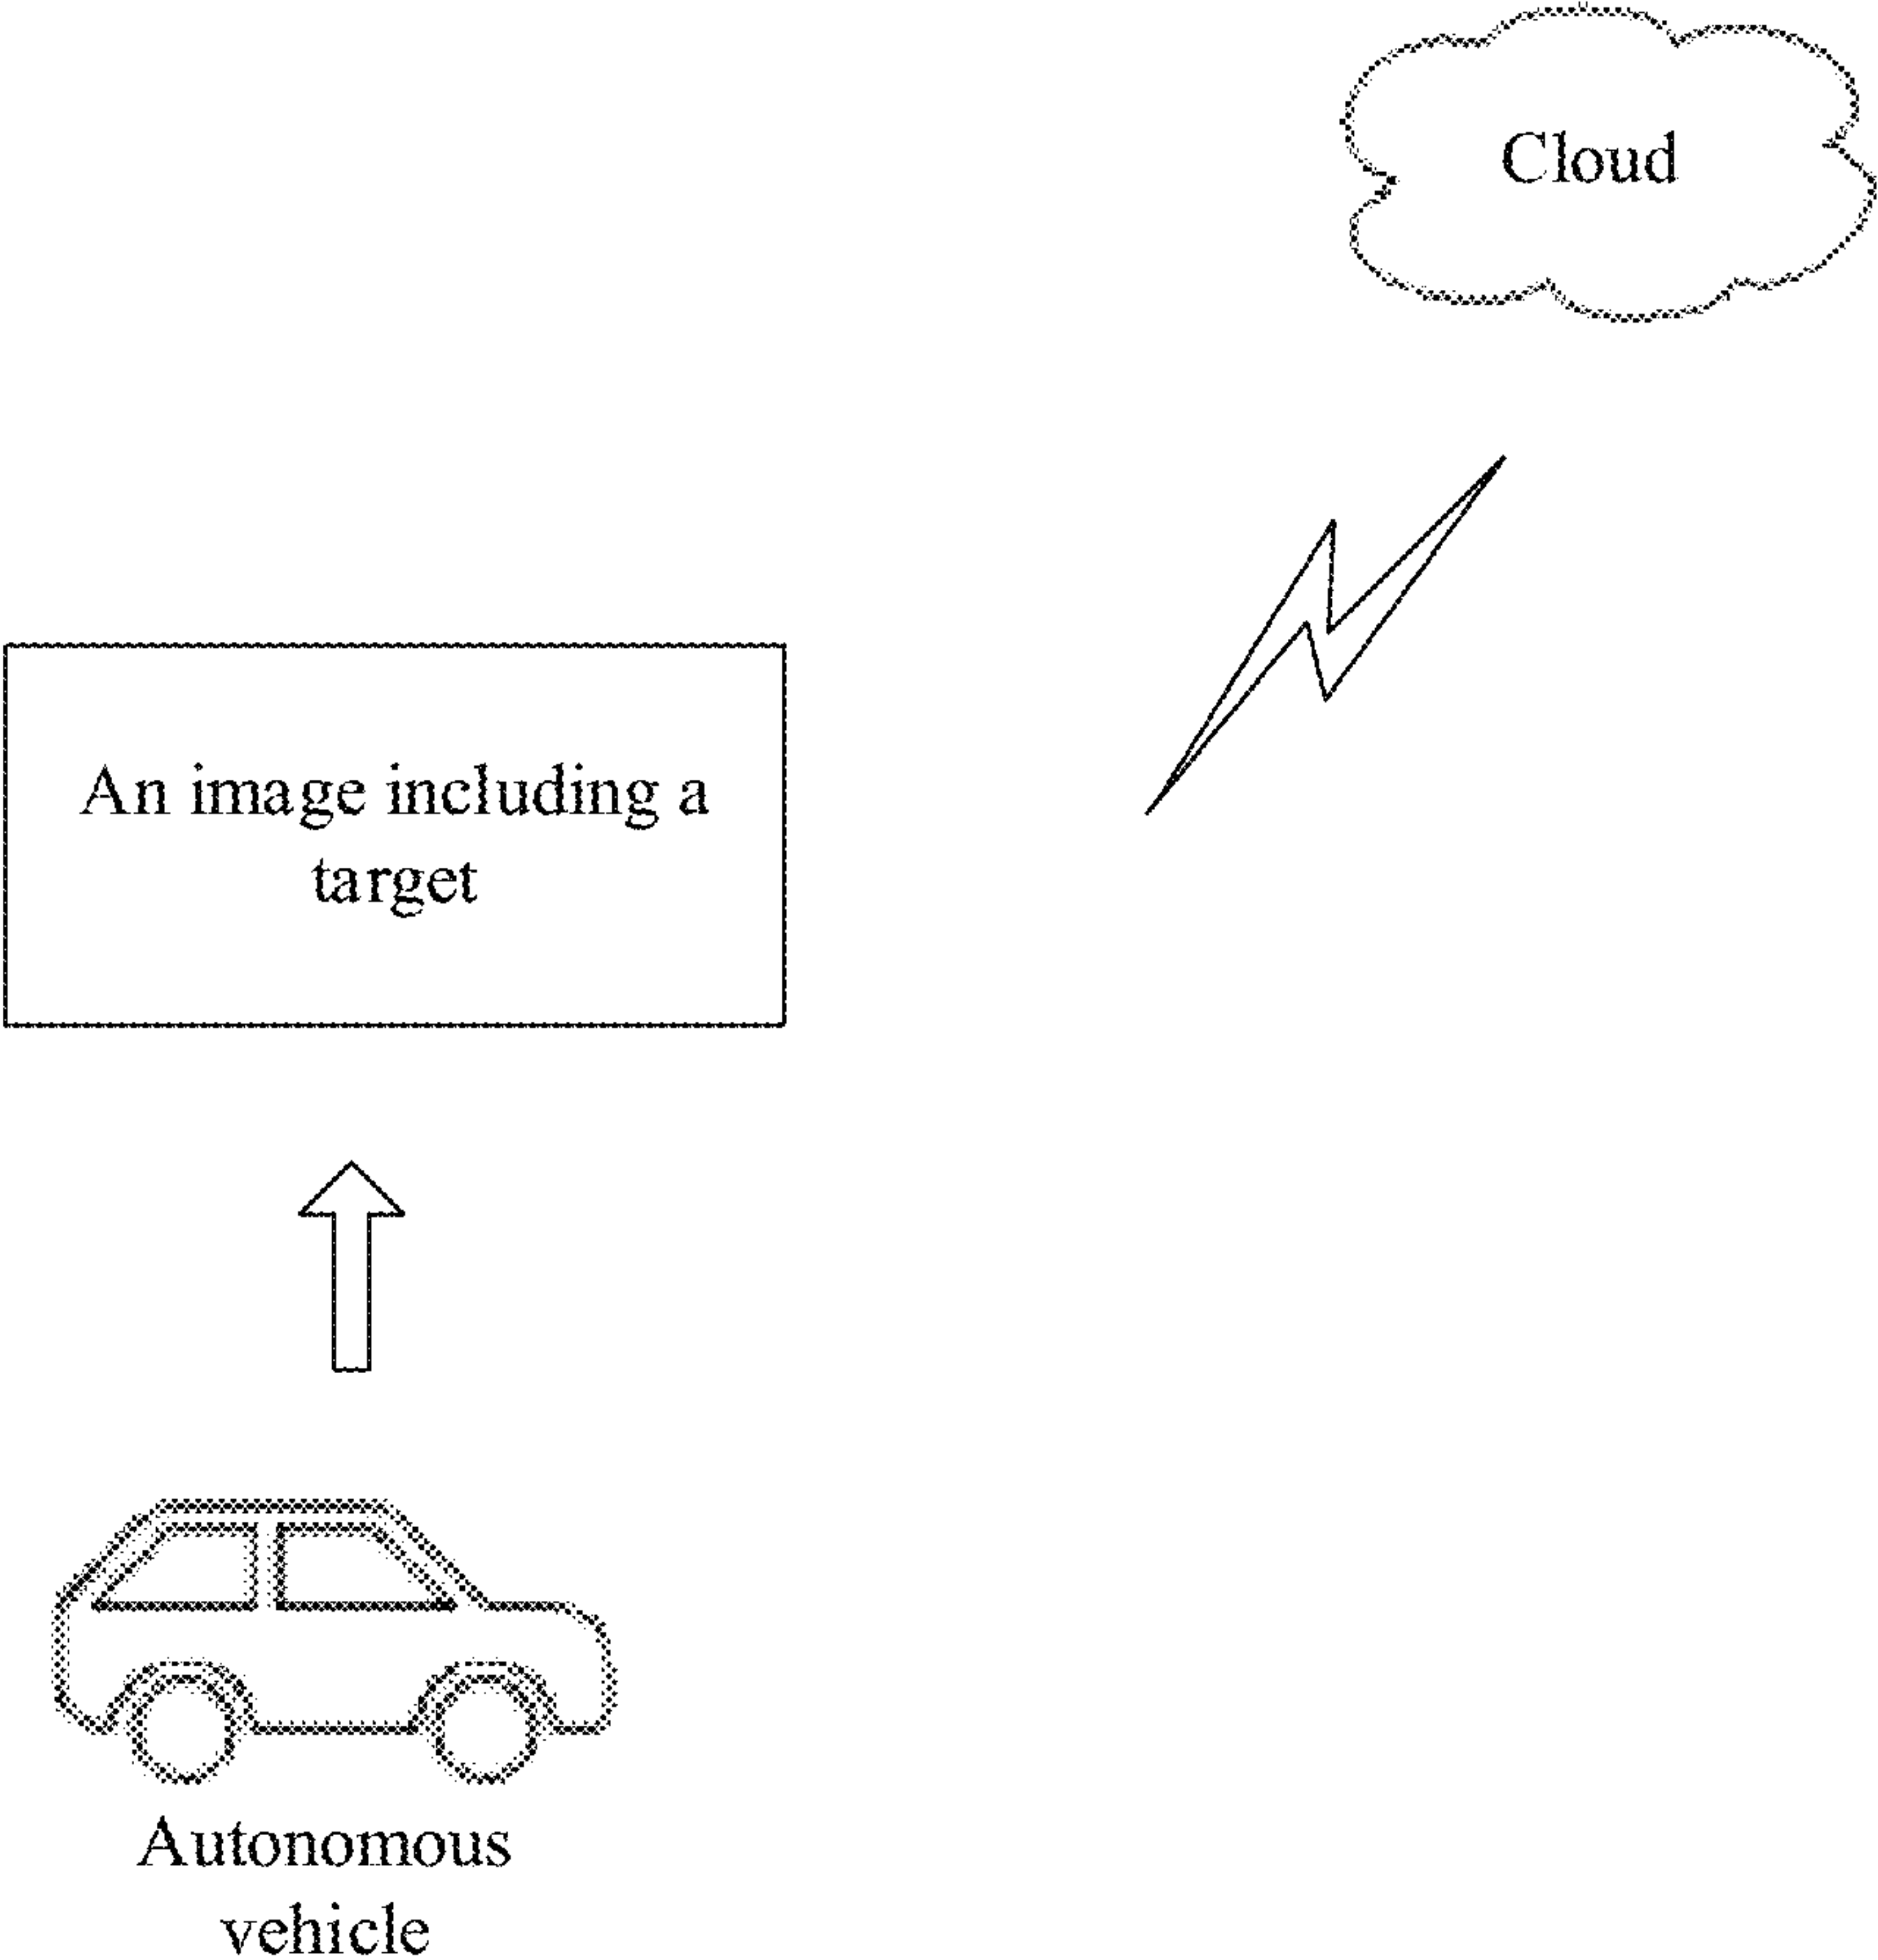 Cloud
An image including a
target
Autonomous
vehicle